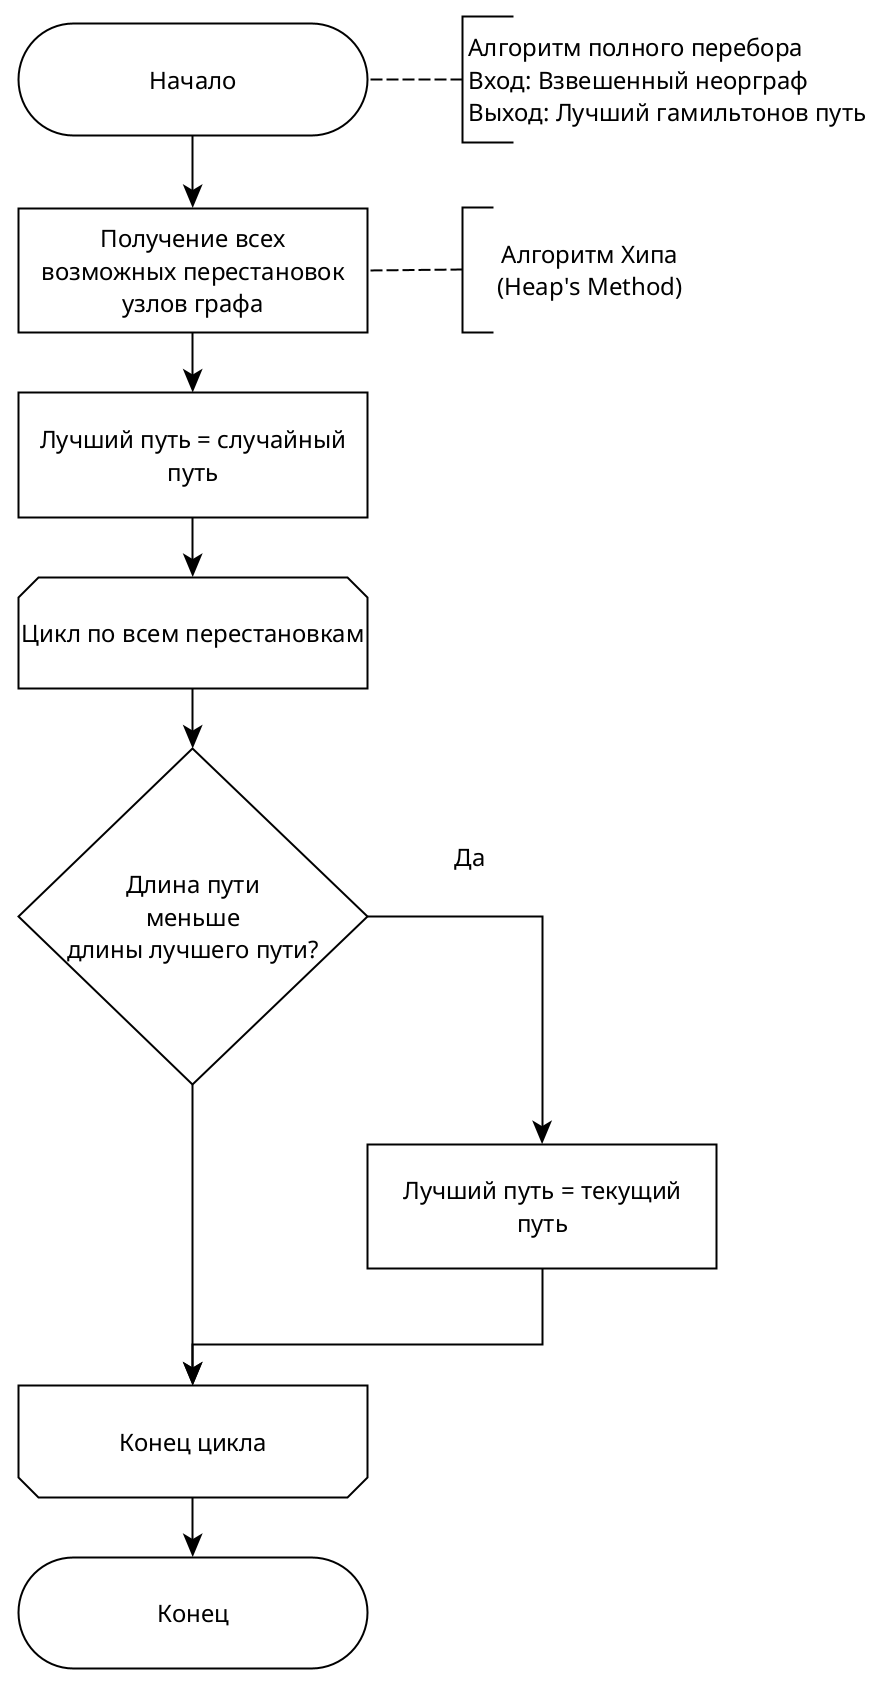 Начало
Алгоритм полного перебора
Вход: Взвешенный неорграф
Выход: Лучший гамильтонов путь
Получение всех
возможных перестановок
узлов графа
Алгоритм Хипа
(Heap's Method)
Лучший путь = случайный
путь
Цикл по всем перестановкам
Длина пути
меньше
длины лучшего пути?
Да
Лучший путь = текущий
путь
Конец цикла
Конец